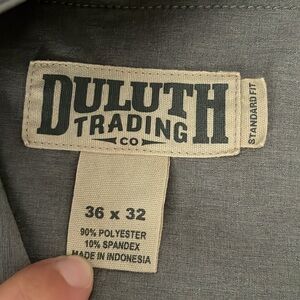 DULUTH
TRADING
CO
STANDARD FIT
36 x 32
90% POLYESTER
10% SPANDEX
MADE IN INDONESIA